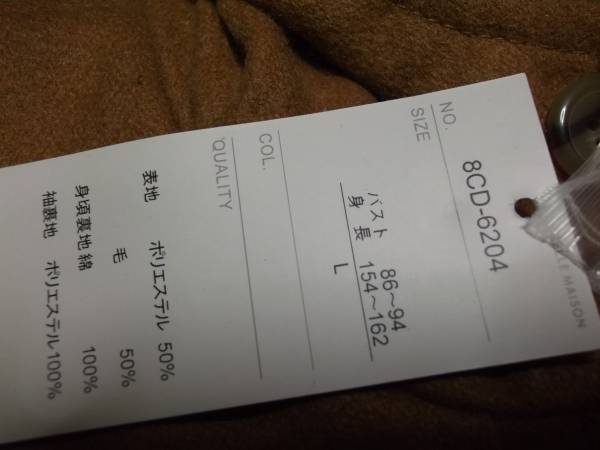 LE MAISON
NO. 8CD-6204
SIZE
バスト 86～94
身長 154～162
L
COL.
QUALITY
表地 ポリエステル 50%
毛 50%
身頃裏地 綿 100%
袖裏地 ポリエステル 100%